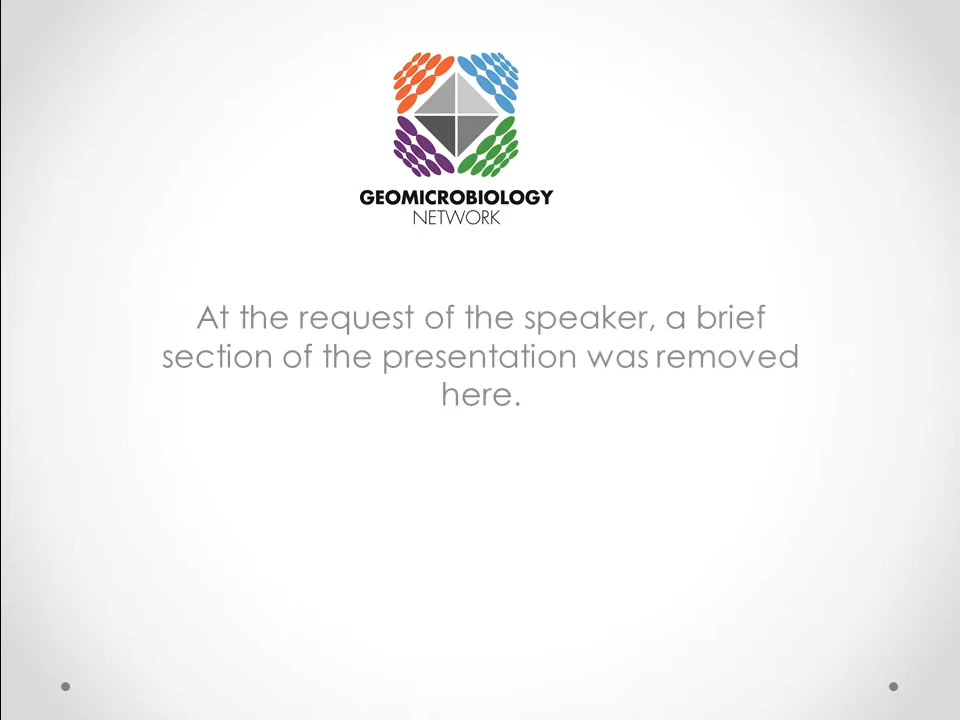 GEOMICROBIOLOGY
NETWORK
At the request of the speaker, a brief
section of the presentation was removed
here.